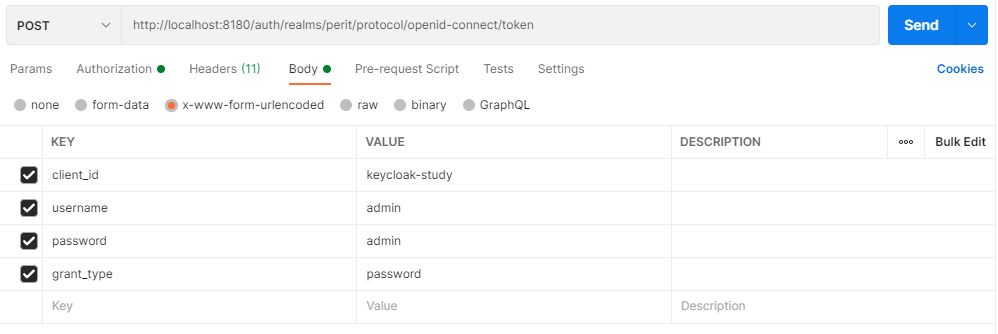 POST http://localhost:8180/auth/realms/perit/protocol/openid-connect/token Send
Params Authorization Headers (11) Body Pre-request Script Tests Settings Cookies
none form-data x-www-form-urlencoded raw binary GraphQL
KEY VALUE DESCRIPTION Bulk Edit
client_id keycloak-study
username admin
password admin
grant_type password
Key Value Description